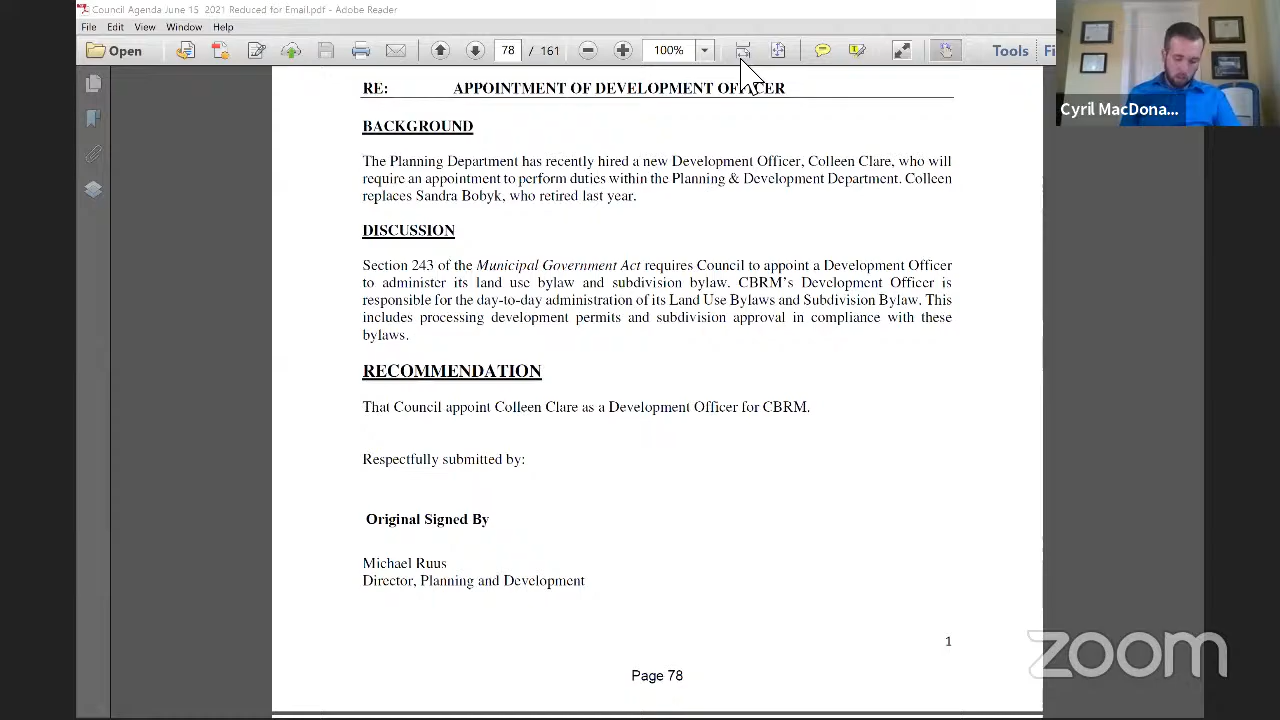 Council Agenda June 15 2021 Reduced for Email.pdf - Adobe Reader
File Edit View Window Help
Open 78 / 161 100% Tools Fi
RE: APPOINTMENT OF DEVELOPMENT OFFICER
Cyril MacDona...
BACKGROUND
The Planning Department has recently hired a new Development Officer, Colleen Clare, who will
require an appointment to perform duties within the Planning & Development Department. Colleen
replaces Sandra Bobyk, who retired last year.
DISCUSSION
Section 243 of the Municipal Government Act requires Council to appoint a Development Officer
to administer its land use bylaw and subdivision bylaw. CBRM's Development Officer is
responsible for the day-to-day administration of its Land Use Bylaws and Subdivision Bylaw. This
includes processing development permits and subdivision approval in compliance with these
bylaws.
RECOMMENDATION
That Council appoint Colleen Clare as a Development Officer for CBRM.
Respectfully submitted by:
Original Signed By
Michael Ruus
Director, Planning and Development
1
Page 78
zoom